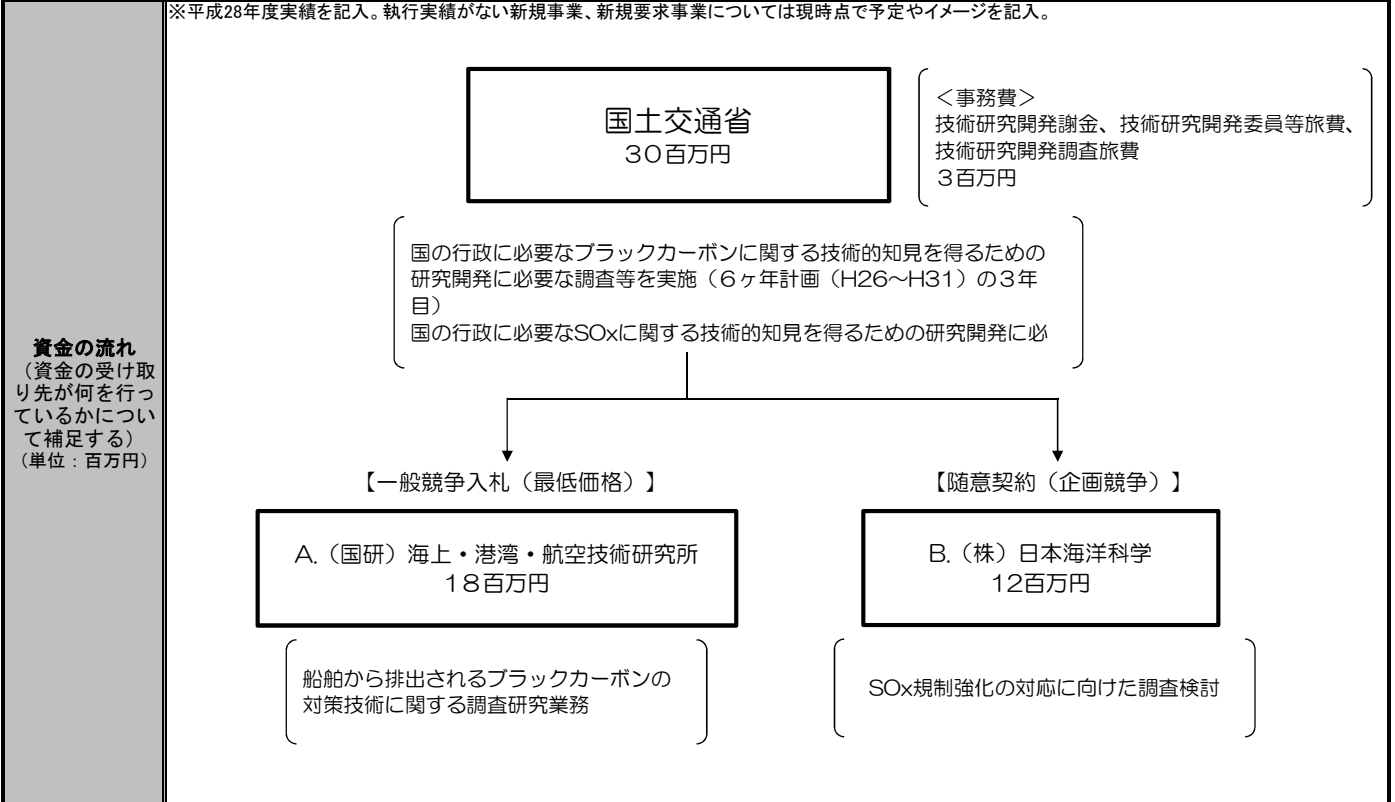 ※平成28年度実績を記入。執行実績がない新規事業、新規要求事業については現時点で予定やイメージを記入。
国土交通省
30百万円
＜事務費＞
技術研究開発謝金、技術研究開発委員等旅費、
技術研究開発調査旅費
3百万円
国の行政に必要なブラックカーボンに関する技術的知見を得るための
研究開発に必要な調査等を実施（6ヶ年計画（H26～H31）の3年
目）
国の行政に必要なSOxに関する技術的知見を得るための研究開発に必
資金の流れ
（資金の受け取
り先が何を行っ
ているかについ
て補足する）
（単位：百万円）
【一般競争入札（最低価格）】
【随意契約（企画競争）】
A.（国研）海上・港湾・航空技術研究所
18百万円
B.（株）日本海洋科学
12百万円
船舶から排出されるブラックカーボンの
対策技術に関する調査研究業務
SOx規制強化の対応に向けた調査検討